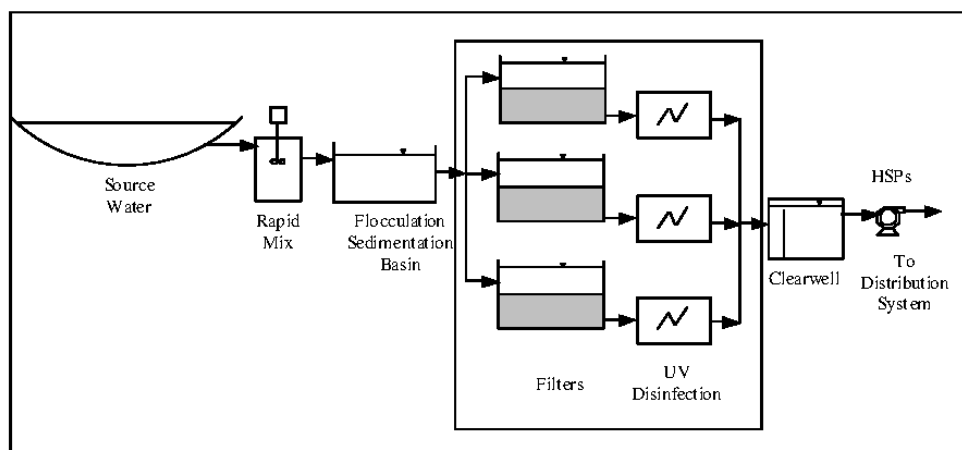 Source
Water
Rapid
Mix
Flocculation
Sedimentation
Basin
Filters
UV
Disinfection
Clearwell
HSPs
To
Distribution
System